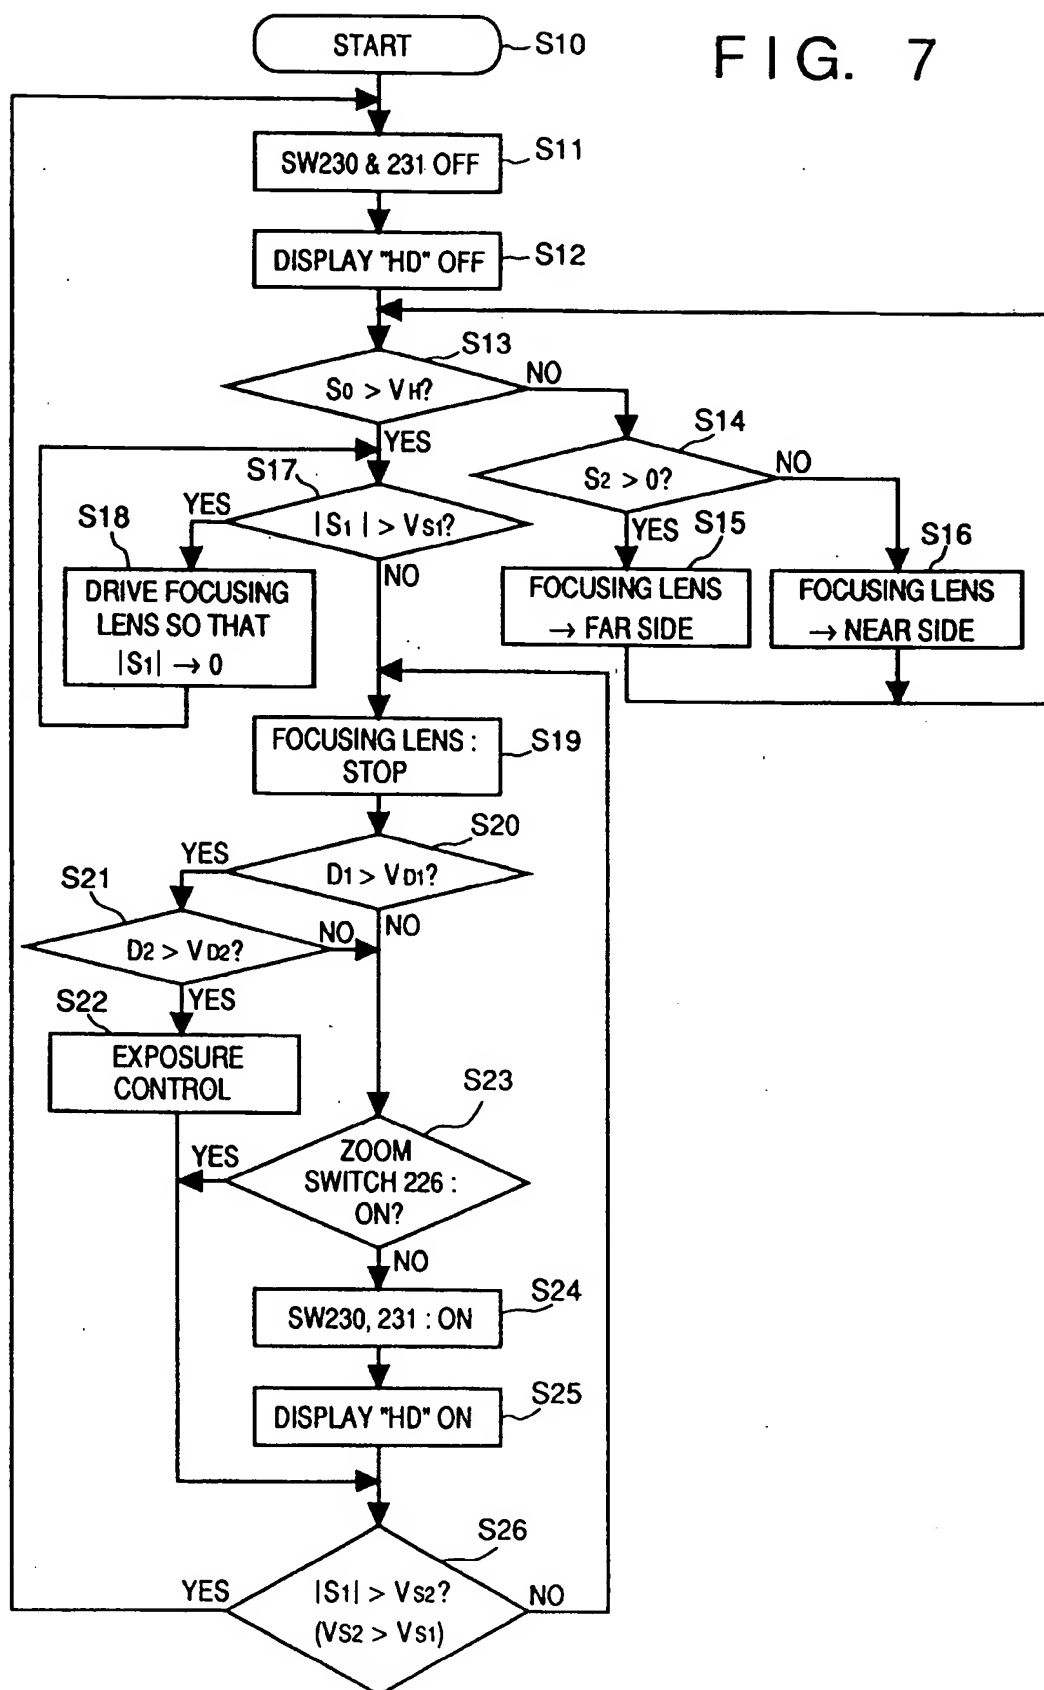 START
S10
FIG. 7
SW230 & 231 OFF
S11
DISPLAY "HD" OFF
S12
S13
S0 > VH?
NO
YES
S14
S2 > 0?
NO
YES
S15
FOCUSING LENS
→ FAR SIDE
S16
FOCUSING LENS
→ NEAR SIDE
S17
|S1| > VS1?
YES
NO
S18
DRIVE FOCUSING
LENS SO THAT
|S1| → 0
FOCUSING LENS :
STOP
S19
S20
D1 > VD1?
YES
NO
S21
D2 > VD2?
NO
YES
S22
EXPOSURE
CONTROL
S23
ZOOM
SWITCH 226 :
ON?
YES
NO
S24
SW230, 231 : ON
S25
DISPLAY "HD" ON
S26
|S1| > VS2?
(VS2 > VS1)
YES
NO